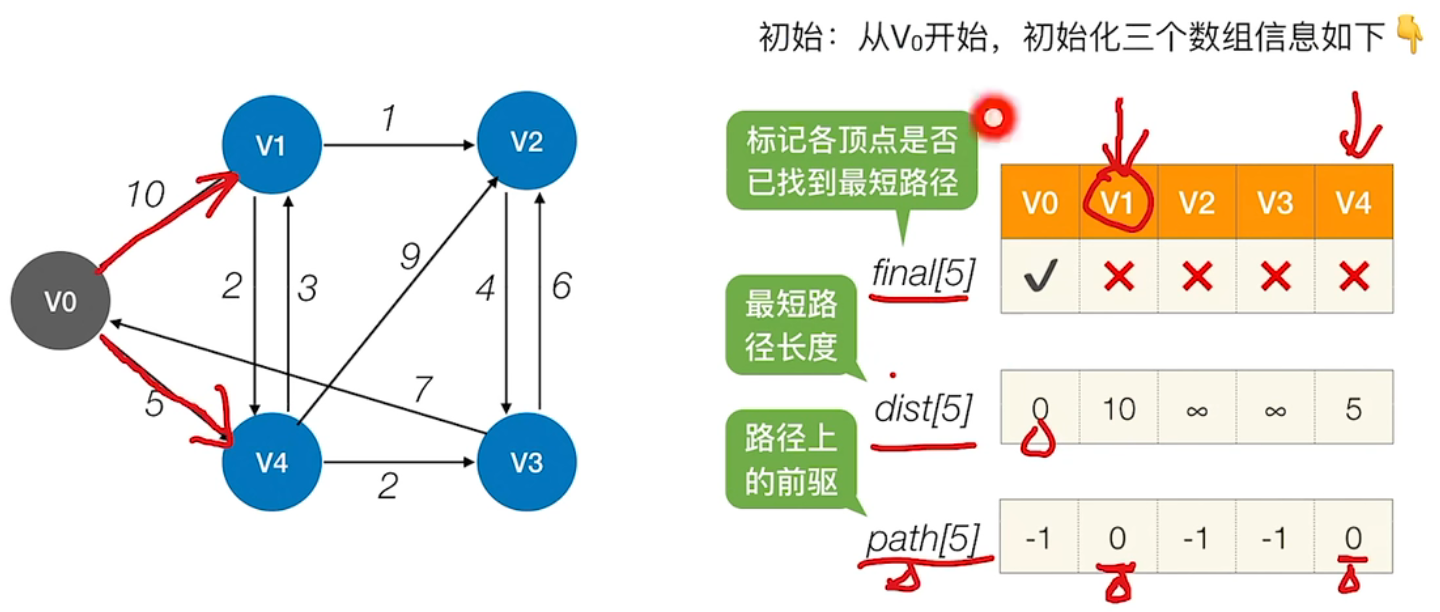 初始：从V₀开始，初始化三个数组信息如下👇
V1
1
V2
10
V0
2
3
9
4
6
5
7
V4
2
V3
标记各顶点是否
已找到最短路径
V0 V1 V2 V3 V4
final[5] ✓ ✕ ✕ ✕ ✕
最短路
径长度
dist[5] 0 10 ∞ ∞ 5
路径上
的前驱
path[5] -1 0 -1 -1 0